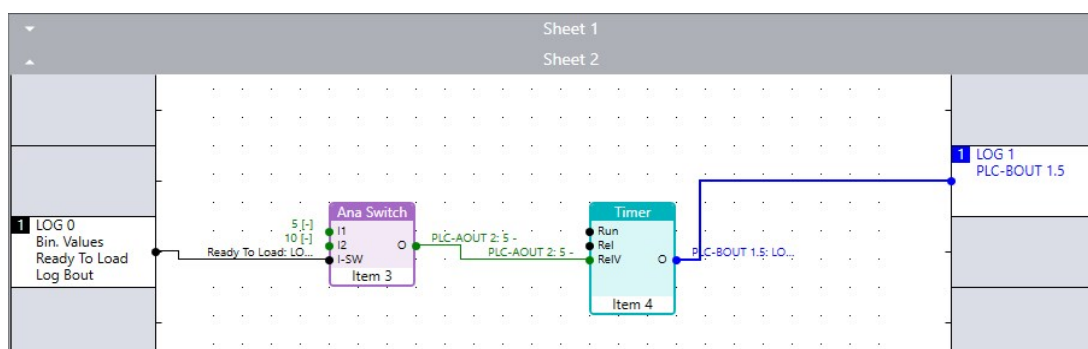 Sheet 1
Sheet 2
1 LOG 1
PLC-BOUT 1.5
1 LOG 0
Bin. Values
Ready To Load
Log Bout
5 [-]
10 [-]
Ready To Load: LO...
Ana Switch
I1
I2
O
I-SW
Item 3
PLC-AOUT 2: 5 -
PLC-AOUT 2: 5 -
Timer
Run
Rel
RelV
O
Item 4
PLC-BOUT 1.5: LO...